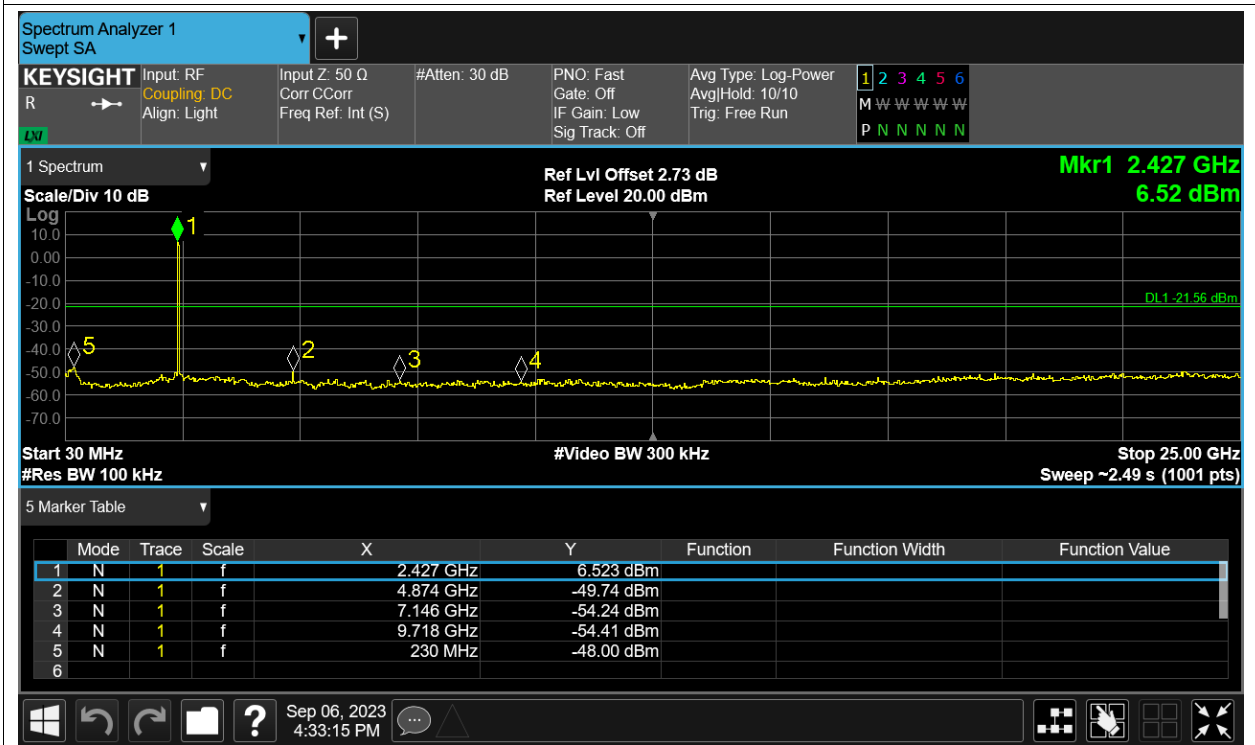 Spectrum Analyzer 1
Swept SA
KEYSIGHT
R
LXI
Input: RF
Coupling: DC
Align: Light
Input Z: 50 Ω
Corr CCorr
Freq Ref: Int (S)
#Atten: 30 dB
PNO: Fast
Gate: Off
IF Gain: Low
Sig Track: Off
Avg Type: Log-Power
Avg|Hold: 10/10
Trig: Free Run
1 2 3 4 5 6
M W W W W W
P N N N N N
1 Spectrum
Scale/Div 10 dB
Ref Lvl Offset 2.73 dB
Ref Level 20.00 dBm
Mkr1 2.427 GHz
6.52 dBm
Log
10.0
0.00
-10.0
-20.0
-30.0
-40.0
-50.0
-60.0
-70.0
1
DL1 -21.56 dBm
5
2
3
4
Start 30 MHz
#Res BW 100 kHz
#Video BW 300 kHz
Stop 25.00 GHz
Sweep ~2.49 s (1001 pts)
5 Marker Table
Mode Trace Scale X Y Function Function Width Function Value
1 N 1 f 2.427 GHz 6.523 dBm
2 N 1 f 4.874 GHz -49.74 dBm
3 N 1 f 7.146 GHz -54.24 dBm
4 N 1 f 9.718 GHz -54.41 dBm
5 N 1 f 230 MHz -48.00 dBm
6
?
Sep 06, 2023
4:33:15 PM